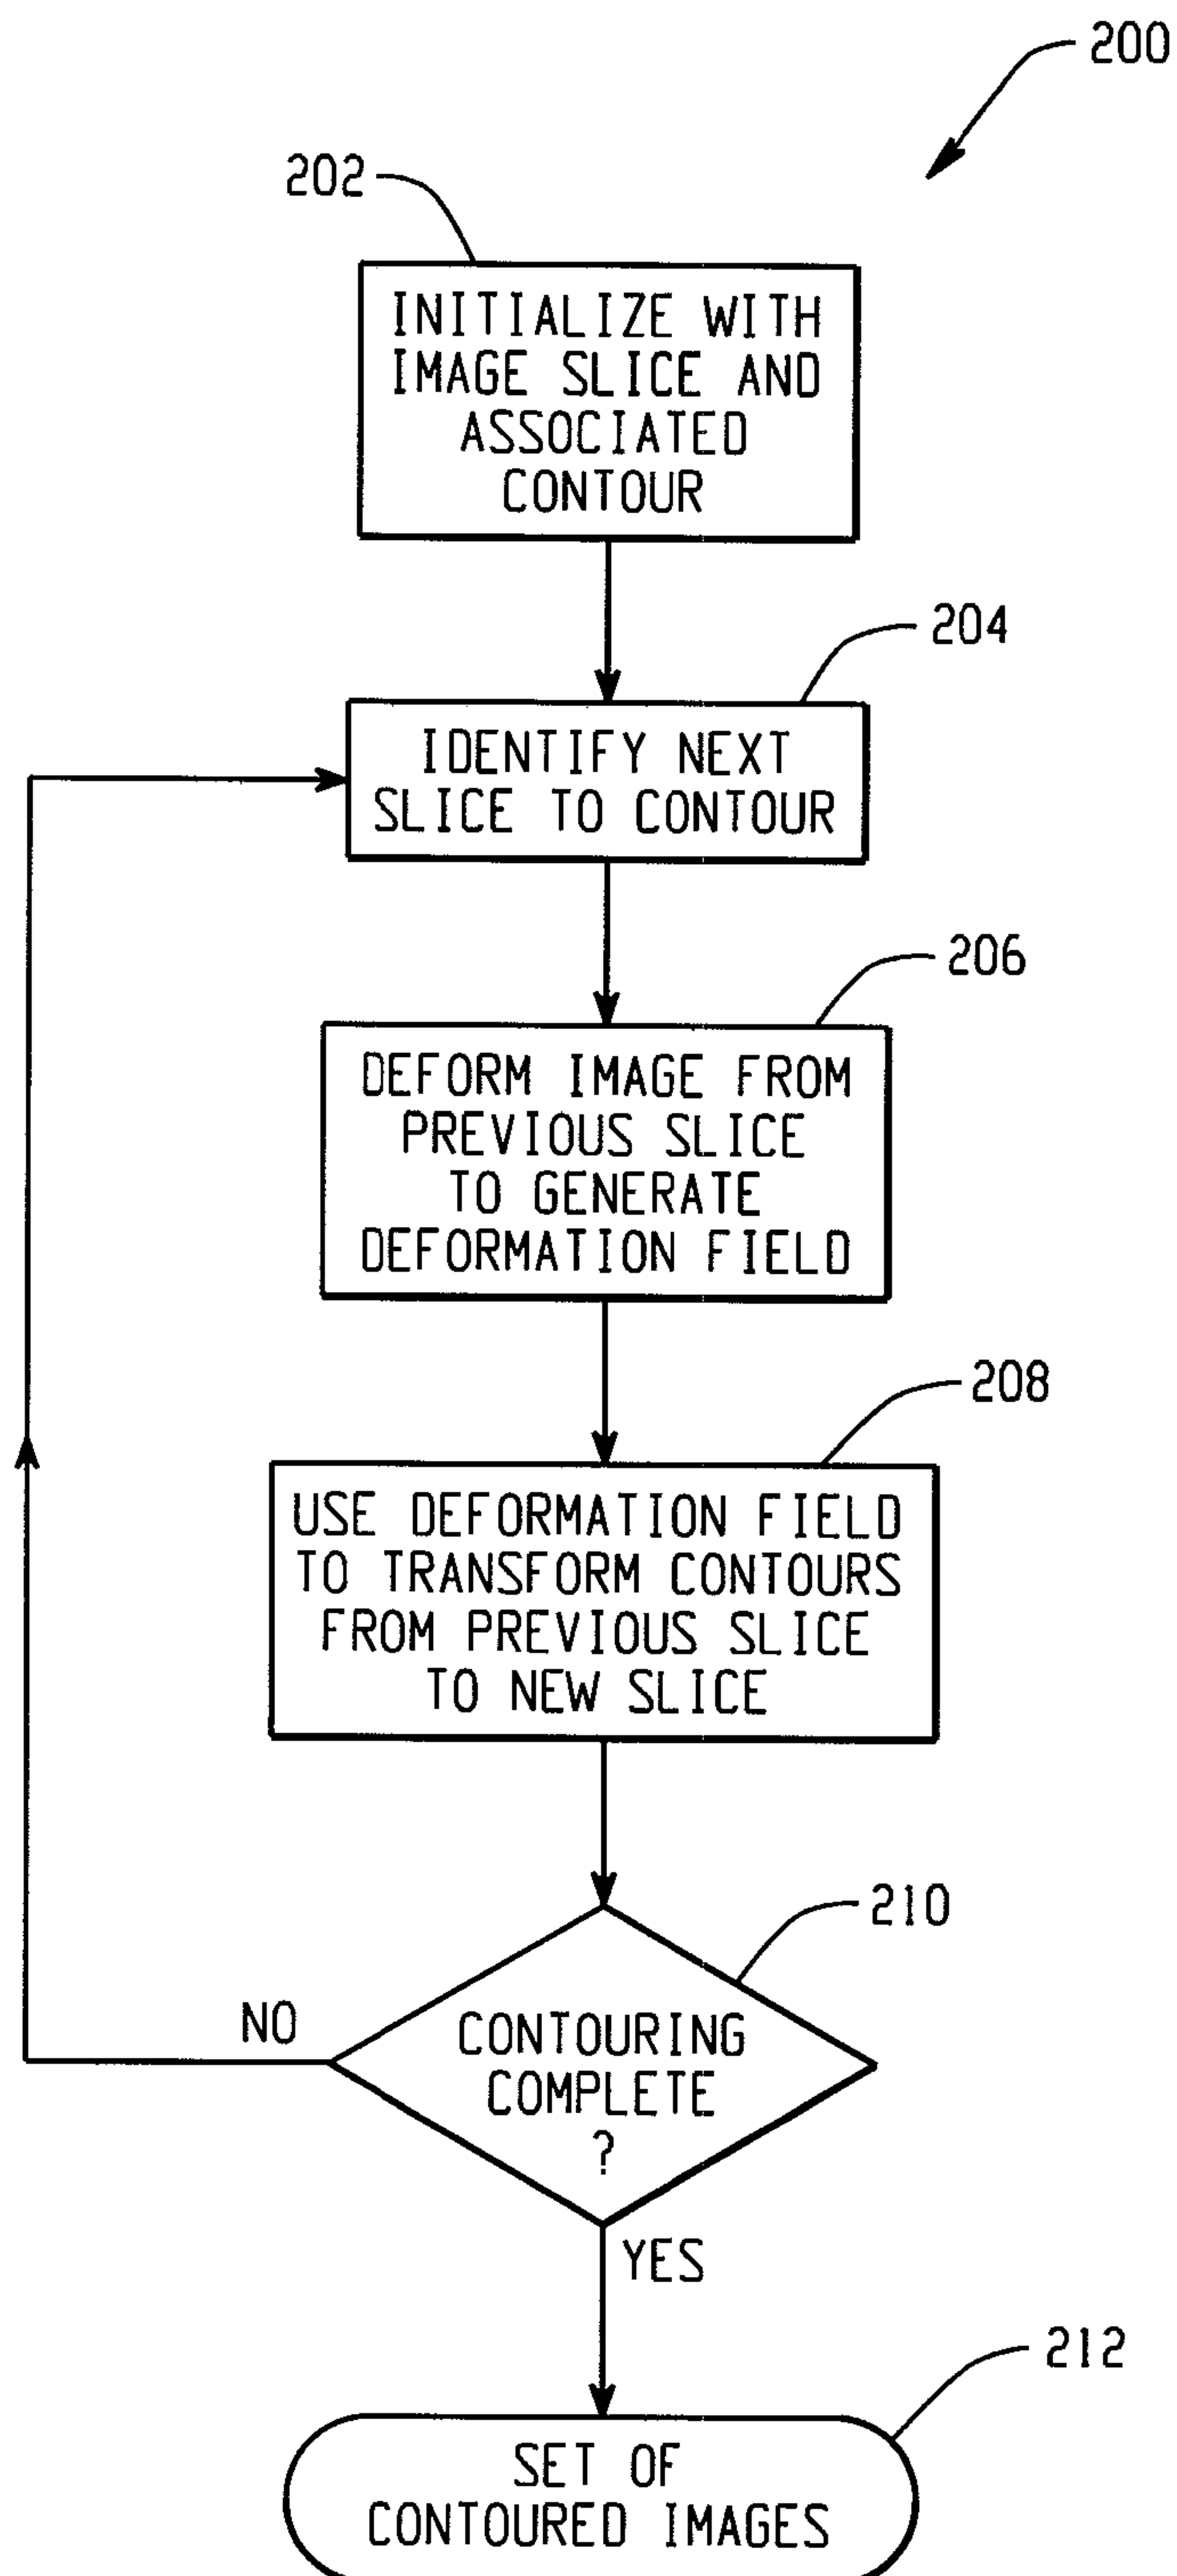 200
202
INITIALIZE WITH
IMAGE SLICE AND
ASSOCIATED
CONTOUR
204
IDENTIFY NEXT
SLICE TO CONTOUR
206
DEFORM IMAGE FROM
PREVIOUS SLICE
TO GENERATE
DEFORMATION FIELD
208
USE DEFORMATION FIELD
TO TRANSFORM CONTOURS
FROM PREVIOUS SLICE
TO NEW SLICE
210
NO
CONTOURING
COMPLETE
?
YES
212
SET OF
CONTOURED IMAGES